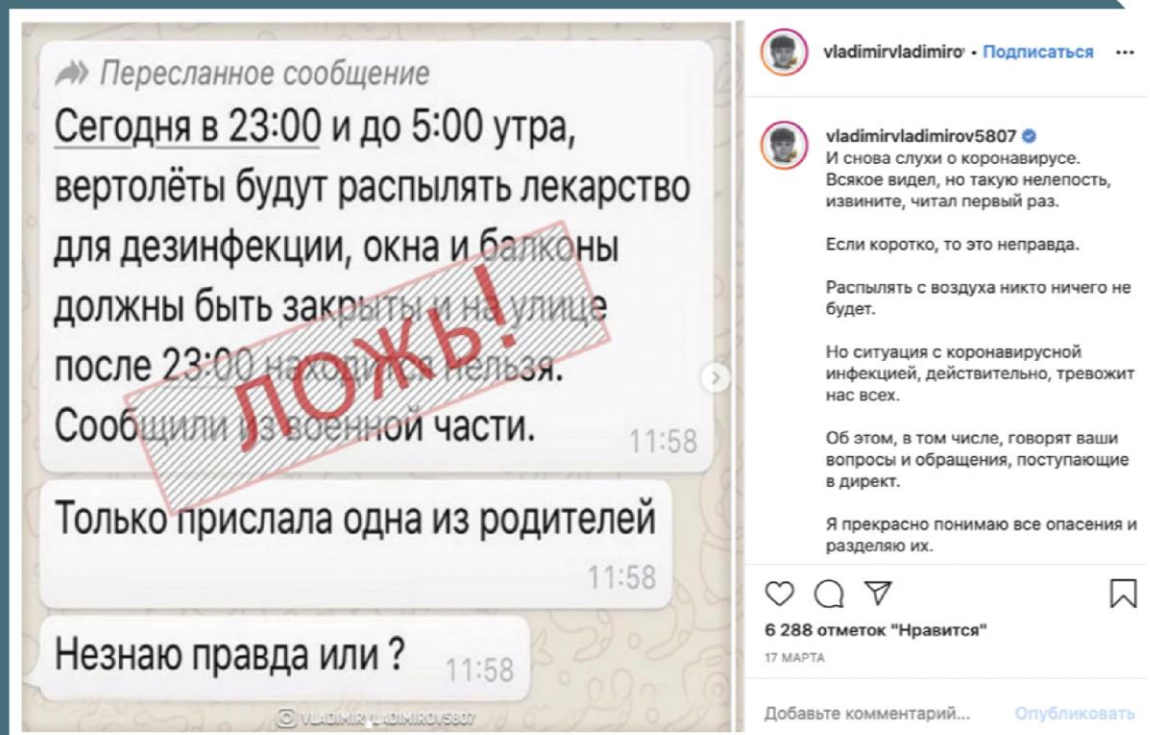 Пересланное сообщение
Сегодня в 23:00 и до 5:00 утра,
вертолёты будут распылять лекарство
для дезинфекции, окна и балконы
должны быть закрыты и на улице
после 23:00 находится нельзя.
Сообщили из военной части.
11:58
ЛОЖЬ!
Только прислала одна из родителей
11:58
Незнаю правда или ?
11:58
VLADIMIRVLADIMIROV5807
vladimirvladimiro • Подписаться •••
vladimirvladimirov5807
И снова слухи о коронавирусе.
Всякое видел, но такую нелепость,
извините, читал первый раз.
Если коротко, то это неправда.
Распылять с воздуха никто ничего не
будет.
Но ситуация с коронавирусной
инфекцией, действительно, тревожит
нас всех.
Об этом, в том числе, говорят ваши
вопросы и обращения, поступающие
в директ.
Я прекрасно понимаю все опасения и
разделяю их.
6 288 отметок "Нравится"
17 МАРТА
Добавьте комментарий... Опубликовать